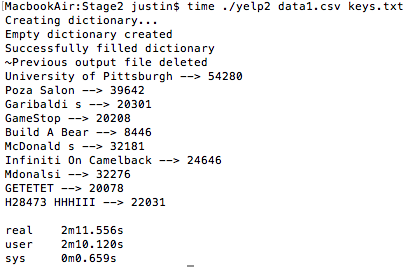 MacbookAir:Stage2 justin$ time ./yelp2 data1.csv keys.txt
Creating dictionary...
Empty dictionary created
Successfully filled dictionary
~Previous output file deleted
University of Pittsburgh --> 54280
Poza Salon --> 39642
Garibaldi s --> 20301
GameStop --> 20208
Build A Bear --> 8446
McDonald s --> 32181
Infiniti On Camelback --> 24646
Mdonalsi --> 32276
GETETET --> 20078
H28473 HHHIII --> 22031
real 2m11.556s
user 2m10.120s
sys 0m0.659s